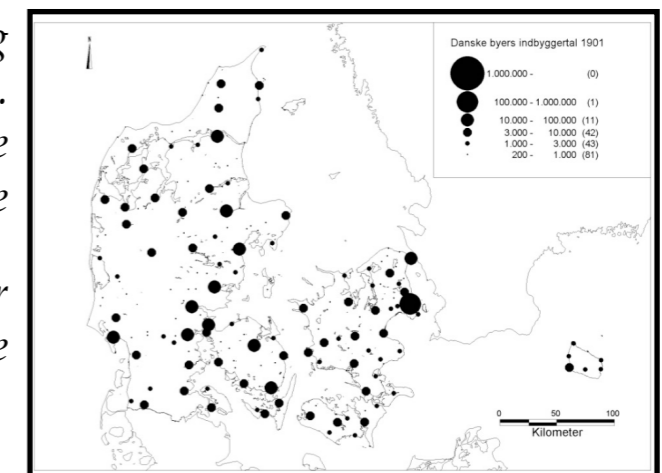 g
.
e
e
r
e
Danske byers indbyggertal 1901
1.000.000 - (0)
100.000 - 1.000.000 (1)
10.000 - 100.000 (11)
3.000 - 10.000 (42)
1.000 - 3.000 (43)
200 - 1.000 (81)
0 50 100
Kilometer